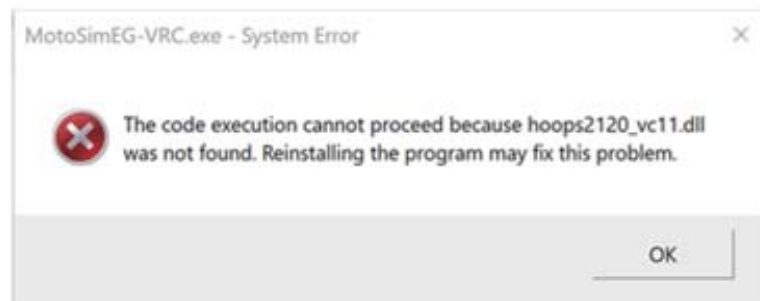 MotoSimEG-VRC.exe - System Error
The code execution cannot proceed because hoops2120_vc11.dll
was not found. Reinstalling the program may fix this problem.
OK